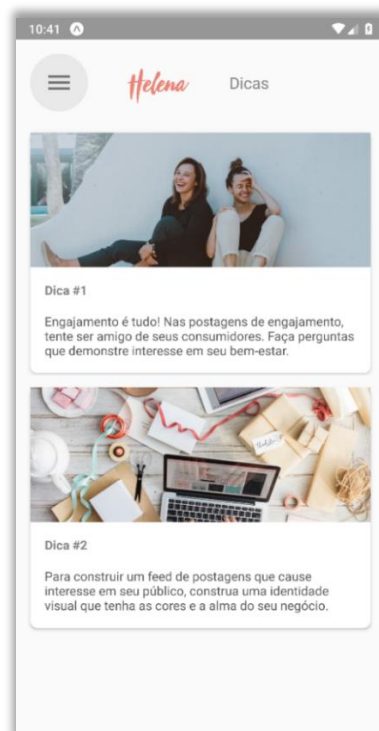 10:41
Helena Dicas
Dica #1
Engajamento é tudo! Nas postagens de engajamento,
tente ser amigo de seus consumidores. Faça perguntas
que demonstre interesse em seu bem-estar.
Dica #2
Para construir um feed de postagens que cause
interesse em seu público, construa uma identidade
visual que tenha as cores e a alma do seu negócio.